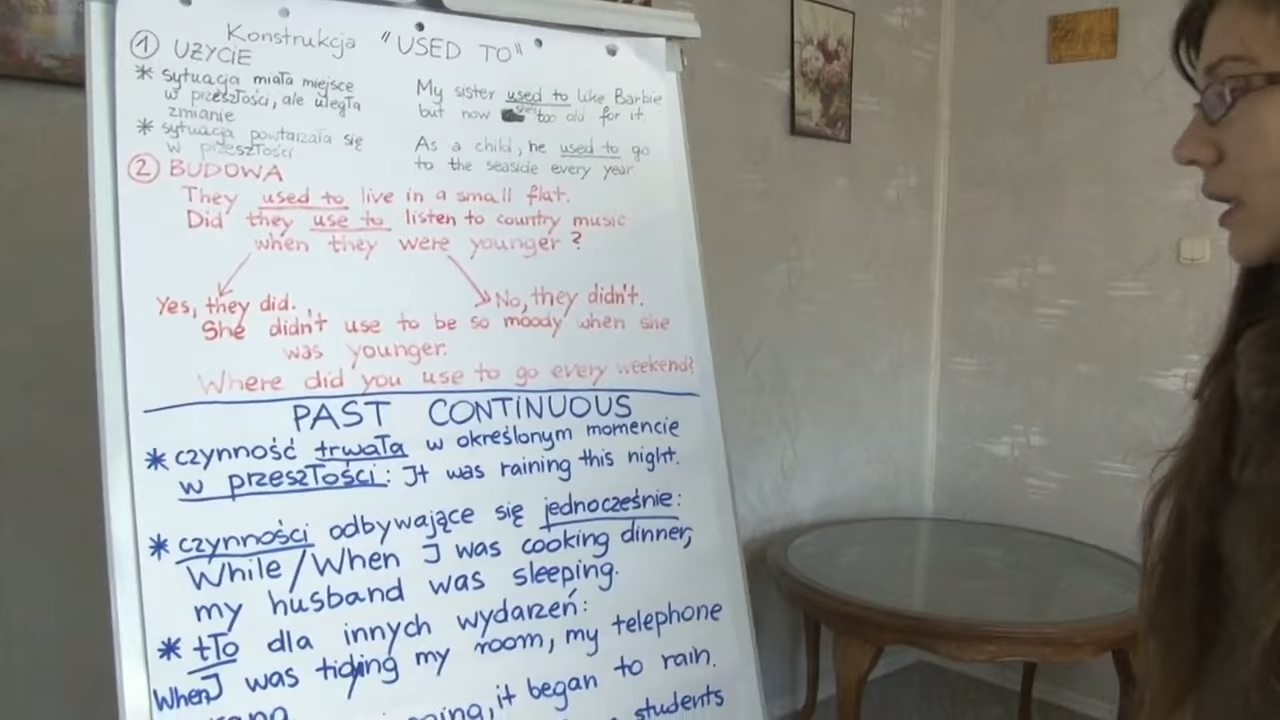 Konstrukcja "USED TO"
① UŻYCIE
* sytuacja miała miejsce
w przeszłości, ale uległa
zmianie
My sister used to like Barbie
but now she's too old for it.
* sytuacja powtarzała się
w przeszłości
As a child, he used to go
to the seaside every year
② BUDOWA
They used to live in a small flat.
Did they use to listen to country music
when they were younger?
Yes, they did.
No, they didn't.
She didn't use to be so moody when she
was younger.
Where did you use to go every weekend?
PAST CONTINUOUS
* czynność trwała w określonym momencie
w przeszłości: It was raining this night.
* czynności odbywające się jednocześnie:
While/When I was cooking dinner,
my husband was sleeping.
* tło dla innych wydarzeń:
When I was tidying my room, my telephone
it began to rain.
students